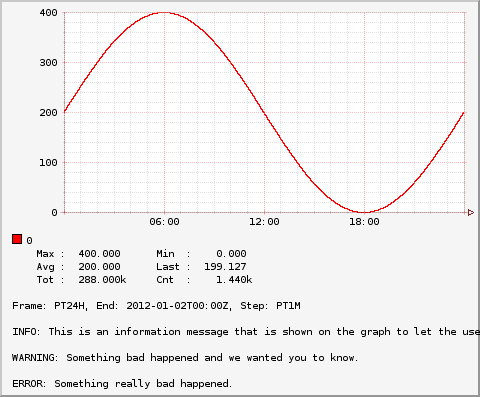 400
300
200
100
0
06:00 12:00 18:00
0
Max : 400.000 Min : 0.000
Avg : 200.000 Last : 199.127
Tot : 288.000k Cnt : 1.440k
Frame: PT24H, End: 2012-01-02T00:00Z, Step: PT1M
INFO: This is an information message that is shown on the graph to let the use
WARNING: Something bad happened and we wanted you to know.
ERROR: Something really bad happened.